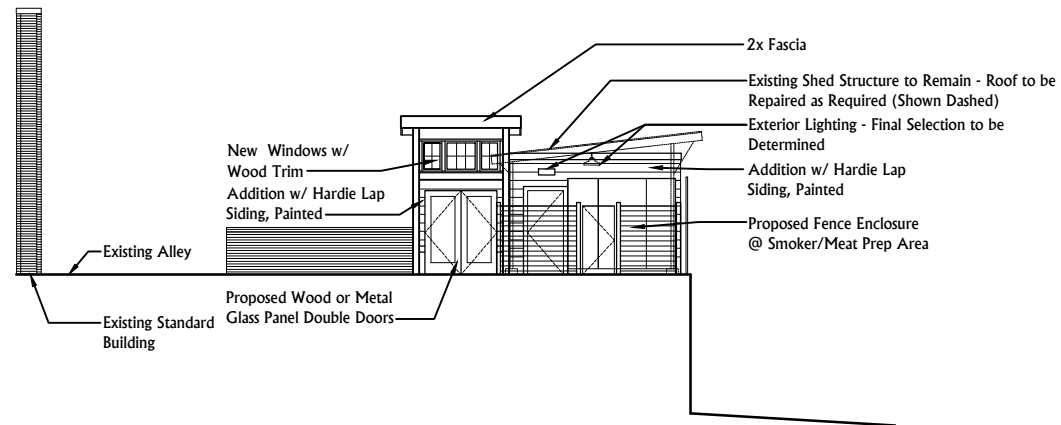 2x Fascia
Existing Shed Structure to Remain - Roof to be
Repaired as Required (Shown Dashed)
Exterior Lighting - Final Selection to be
Determined
Addition w/ Hardie Lap
Siding, Painted
Proposed Fence Enclosure
@ Smoker/Meat Prep Area
New Windows w/
Wood Trim
Addition w/ Hardie Lap
Siding, Painted
Existing Alley
Proposed Wood or Metal
Glass Panel Double Doors
Existing Standard
Building